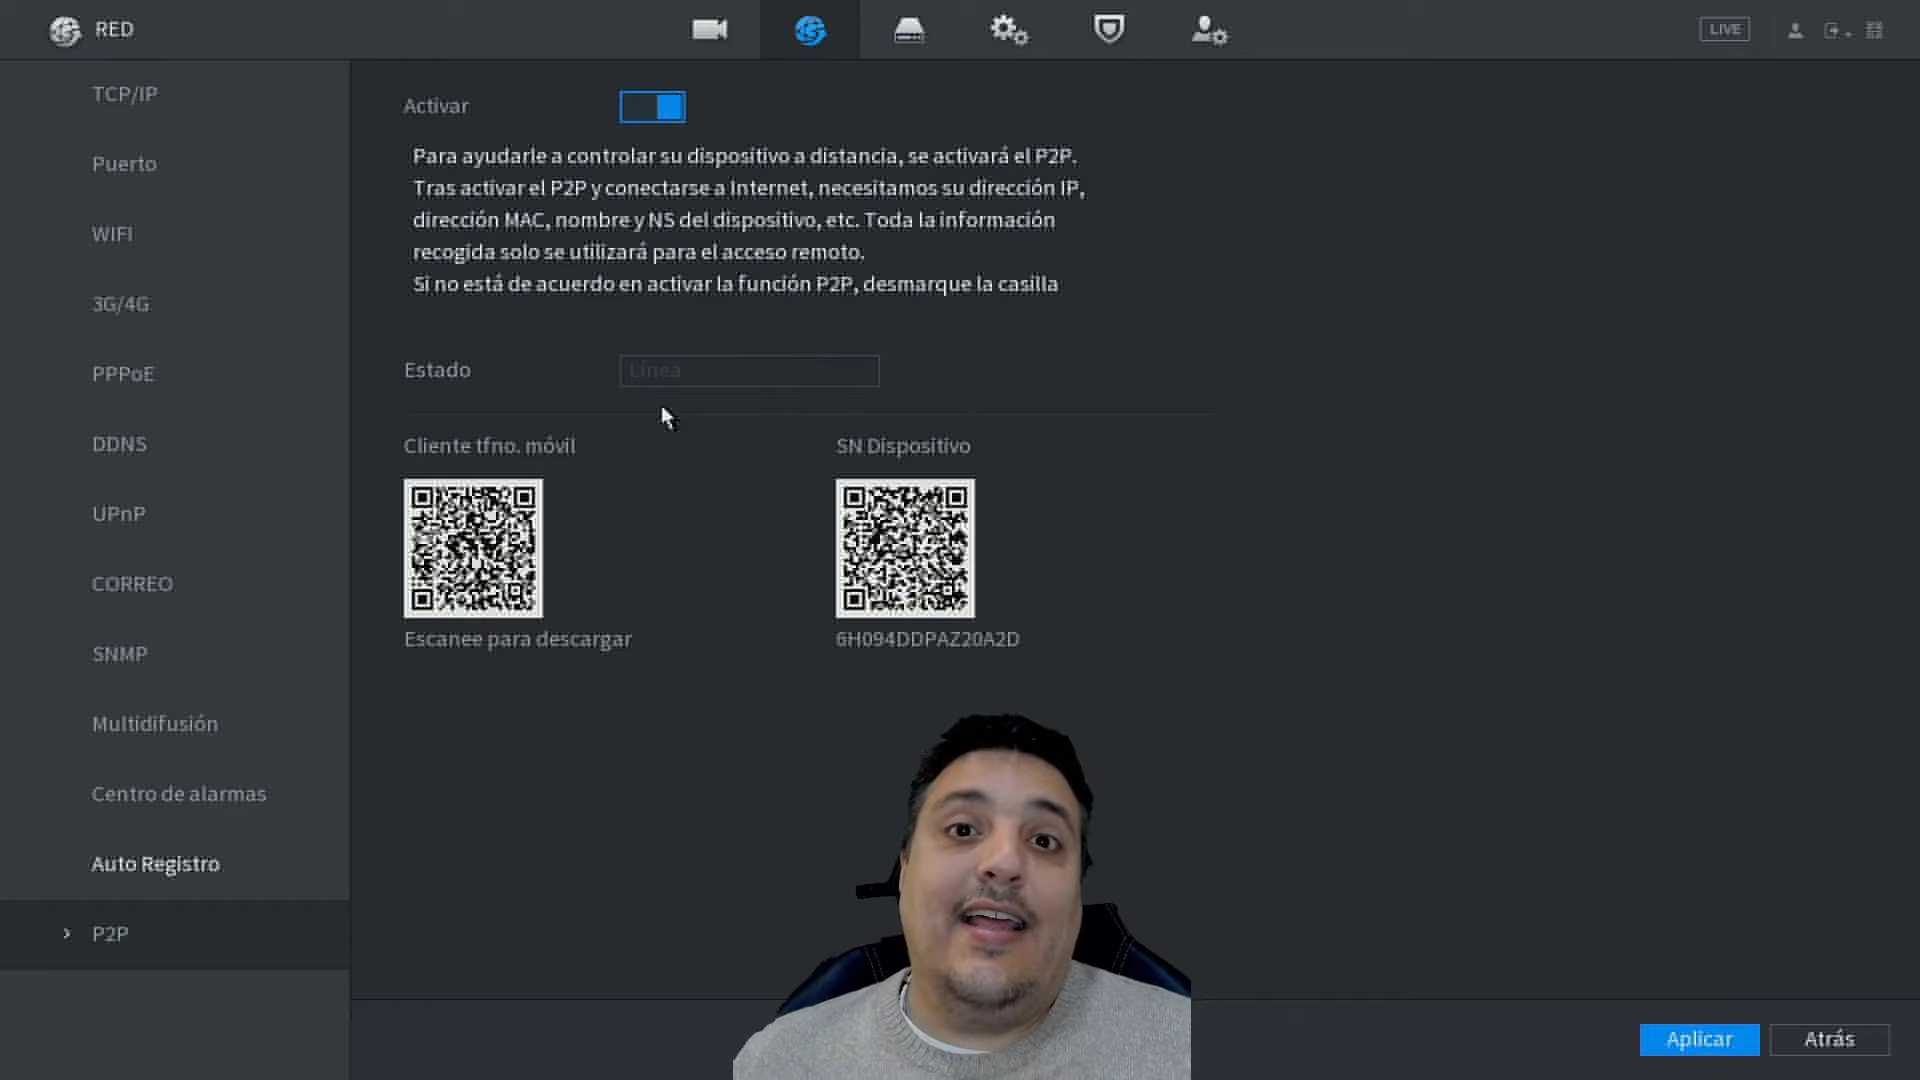 RED
LIVE
TCP/IP
Puerto
WIFI
3G/4G
PPPoE
DDNS
UPnP
CORREO
SNMP
Multidifusión
Centro de alarmas
Auto Registro
P2P
Activar
Para ayudarle a controlar su dispositivo a distancia, se activará el P2P.
Tras activar el P2P y conectarse a Internet, necesitamos su dirección IP,
dirección MAC, nombre y NS del dispositivo, etc. Toda la información
recogida solo se utilizará para el acceso remoto.
Si no está de acuerdo en activar la función P2P, desmarque la casilla
Estado
Línea
Cliente tfno. móvil
SN Dispositivo
Escanee para descargar
6H094DDPAZ20A2D
Aplicar
Atrás